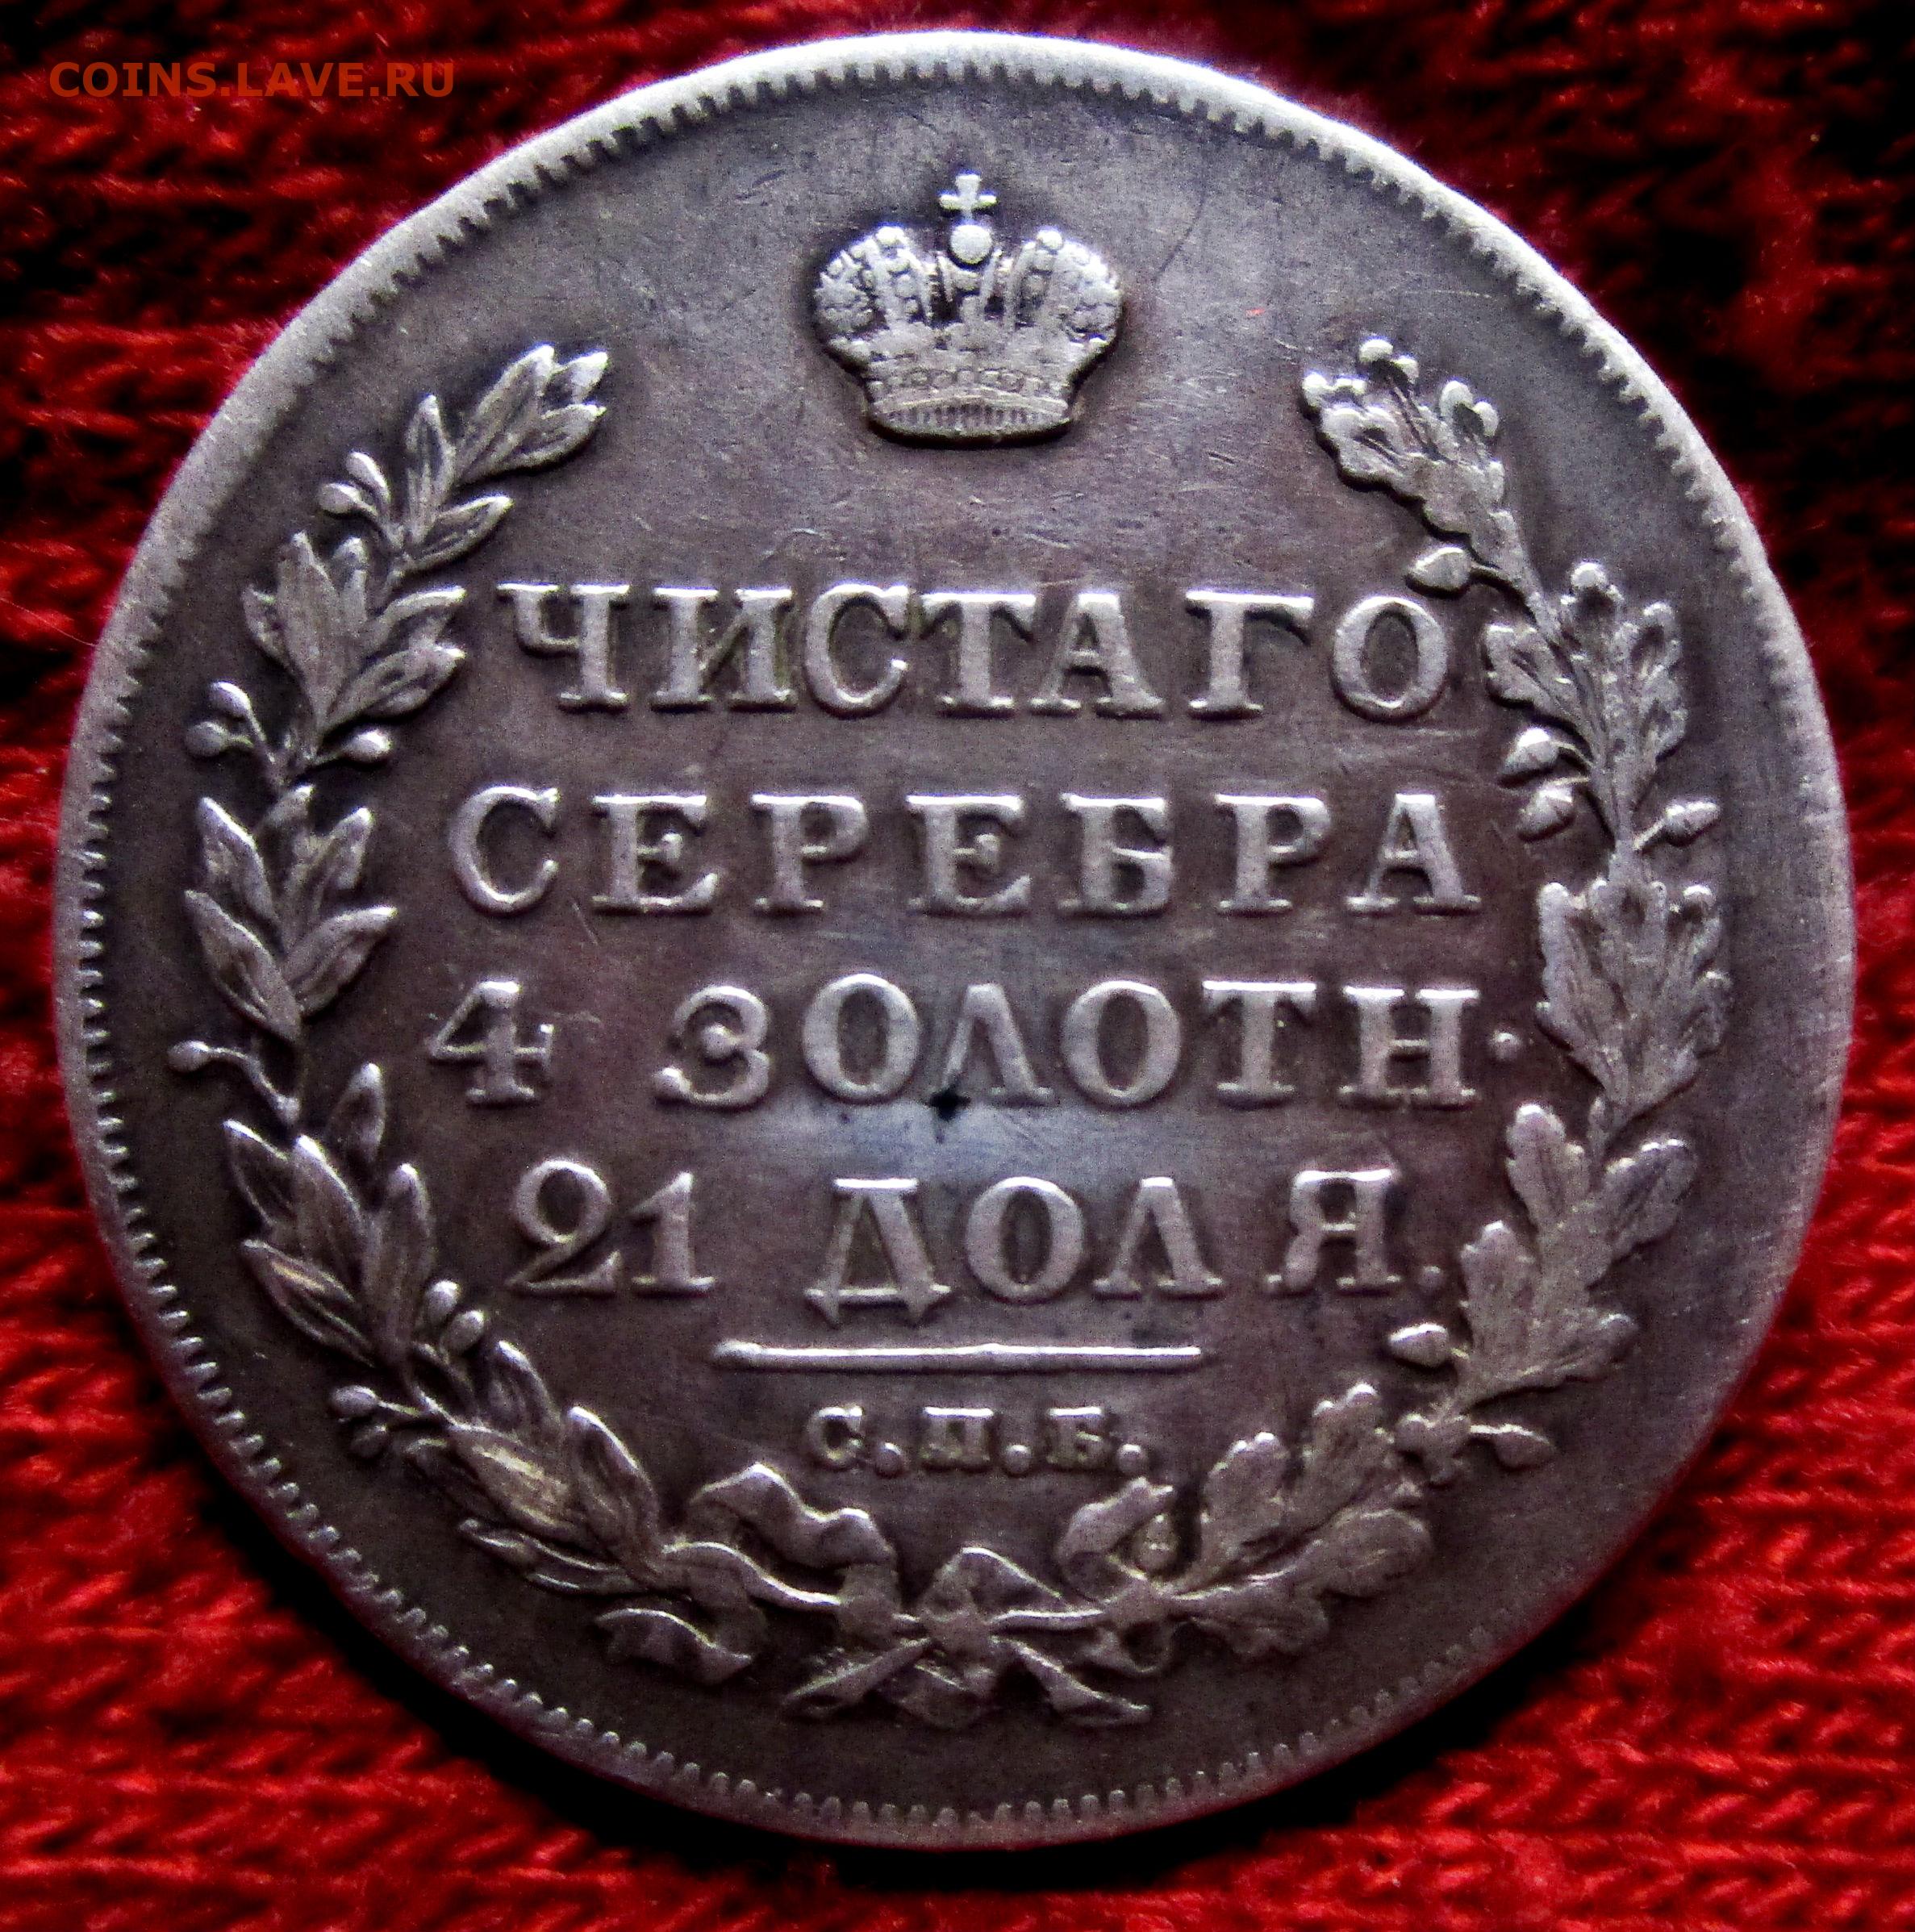 COINS.LAVE.RU
ЧИСТАГО
СЕРЕБРА
4 ЗОЛОТН.
21 ДОЛЯ.
С.П.Б.